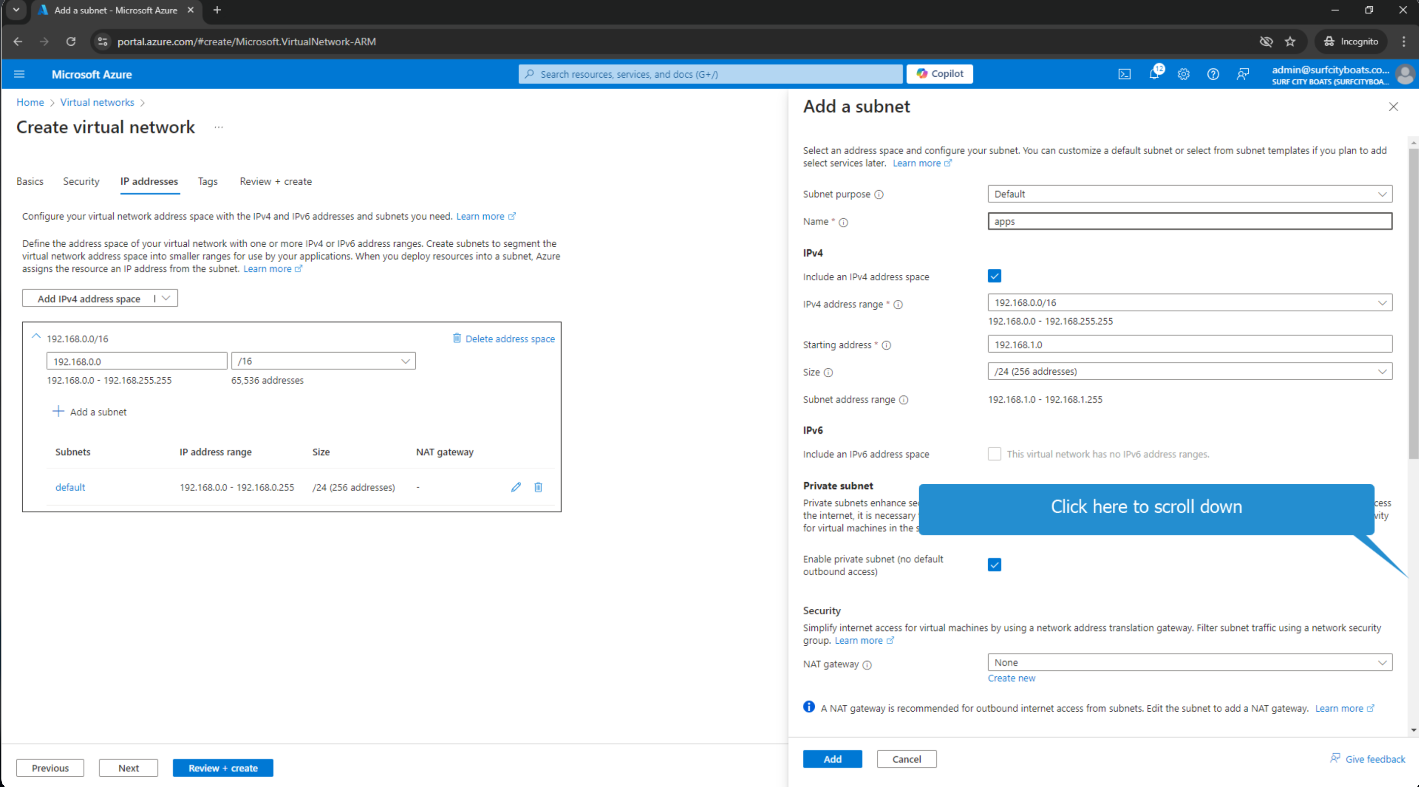 Add a subnet - Microsoft Azure
portal.azure.com/#create/Microsoft.VirtualNetwork-ARM
Incognito
Microsoft Azure
Search resources, services, and docs (G+/)
Copilot
12
admin@surfcityboats.co...
SURF CITY BOATS (SURFCITYBOA...
Home > Virtual networks >
Create virtual network ...
Basics Security IP addresses Tags Review + create
Configure your virtual network address space with the IPv4 and IPv6 addresses and subnets you need. Learn more
Define the address space of your virtual network with one or more IPv4 or IPv6 address ranges. Create subnets to segment the
virtual network address space into smaller ranges for use by your applications. When you deploy resources into a subnet, Azure
assigns the resource an IP address from the subnet. Learn more
Add IPv4 address space
192.168.0.0/16
Delete address space
192.168.0.0 /16
192.168.0.0 - 192.168.255.255 65,536 addresses
Add a subnet
Subnets IP address range Size NAT gateway
default 192.168.0.0 - 192.168.0.255 /24 (256 addresses) -
Previous Next Review + create
Add a subnet
Select an address space and configure your subnet. You can customize a default subnet or select from subnet templates if you plan to add
select services later. Learn more
Subnet purpose Default
Name * apps
IPv4
Include an IPv4 address space
IPv4 address range * 192.168.0.0/16
192.168.0.0 - 192.168.255.255
Starting address * 192.168.1.0
Size /24 (256 addresses)
Subnet address range 192.168.1.0 - 192.168.1.255
IPv6
Include an IPv6 address space This virtual network has no IPv6 address ranges.
Private subnet
Private subnets enhance
the internet, it is necessary
for virtual machines in the
Click here to scroll down
Enable private subnet (no default
outbound access)
Security
Simplify internet access for virtual machines by using a network address translation gateway. Filter subnet traffic using a network security
group. Learn more
NAT gateway None
Create new
A NAT gateway is recommended for outbound internet access from subnets. Edit the subnet to add a NAT gateway. Learn more
Add Cancel
Give feedback